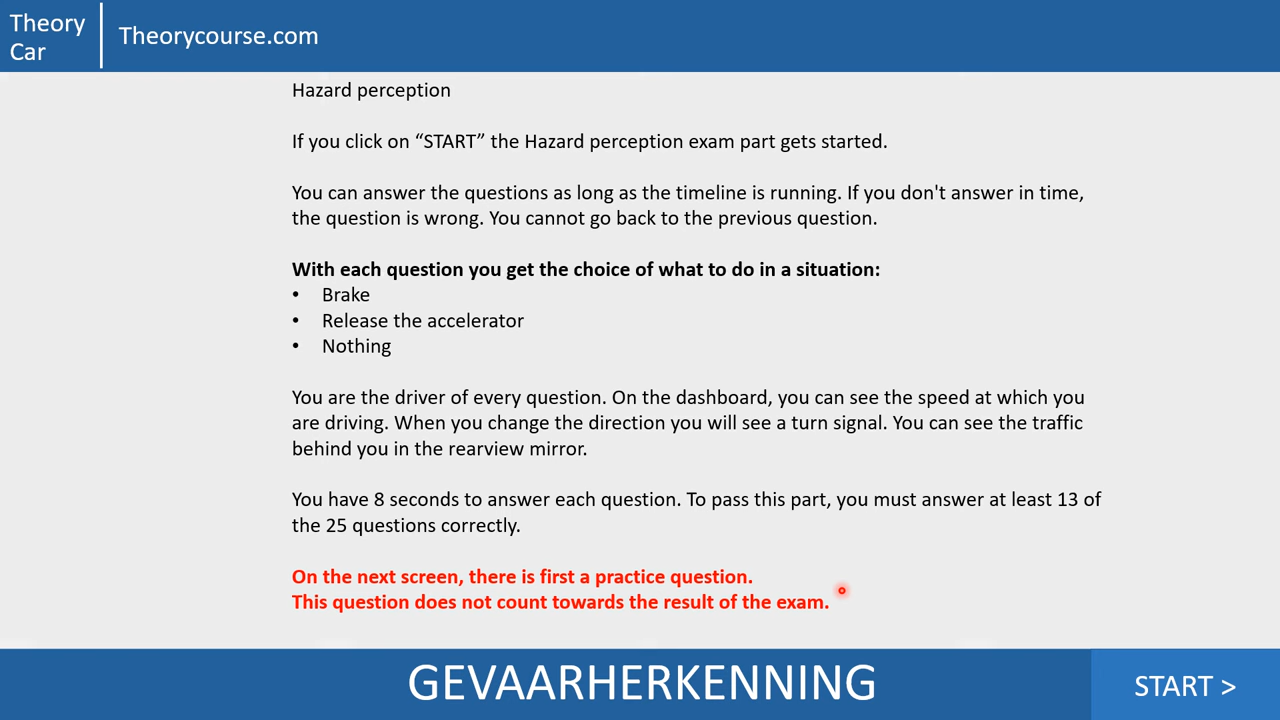 Theory
Car
Theorycourse.com
Hazard perception
If you click on “START” the Hazard perception exam part gets started.
You can answer the questions as long as the timeline is running. If you don't answer in time,
the question is wrong. You cannot go back to the previous question.
With each question you get the choice of what to do in a situation:
• Brake
• Release the accelerator
• Nothing
You are the driver of every question. On the dashboard, you can see the speed at which you
are driving. When you change the direction you will see a turn signal. You can see the traffic
behind you in the rearview mirror.
You have 8 seconds to answer each question. To pass this part, you must answer at least 13 of
the 25 questions correctly.
On the next screen, there is first a practice question.
This question does not count towards the result of the exam.
GEVAARHERKENNING
START >